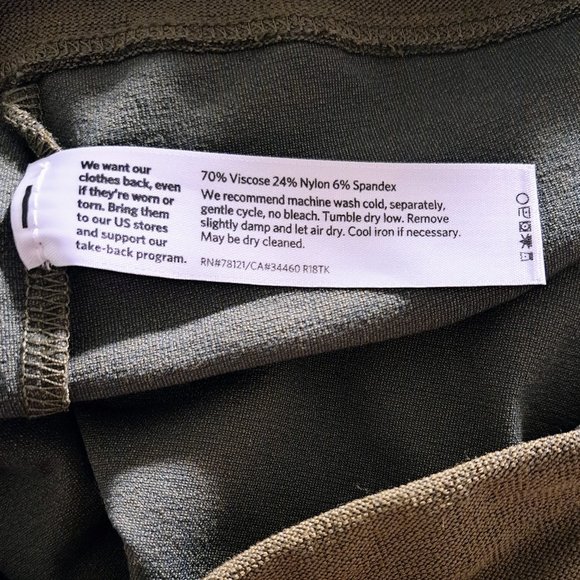 We want our
clothes back, even
if they're worn or
torn. Bring them
to our US stores
and support our
take-back program.
70% Viscose 24% Nylon 6% Spandex
We recommend machine wash cold, separately,
gentle cycle, no bleach. Tumble dry low. Remove
slightly damp and let air dry. Cool iron if necessary.
May be dry cleaned.
RN#78121/CA#34460 R18TK